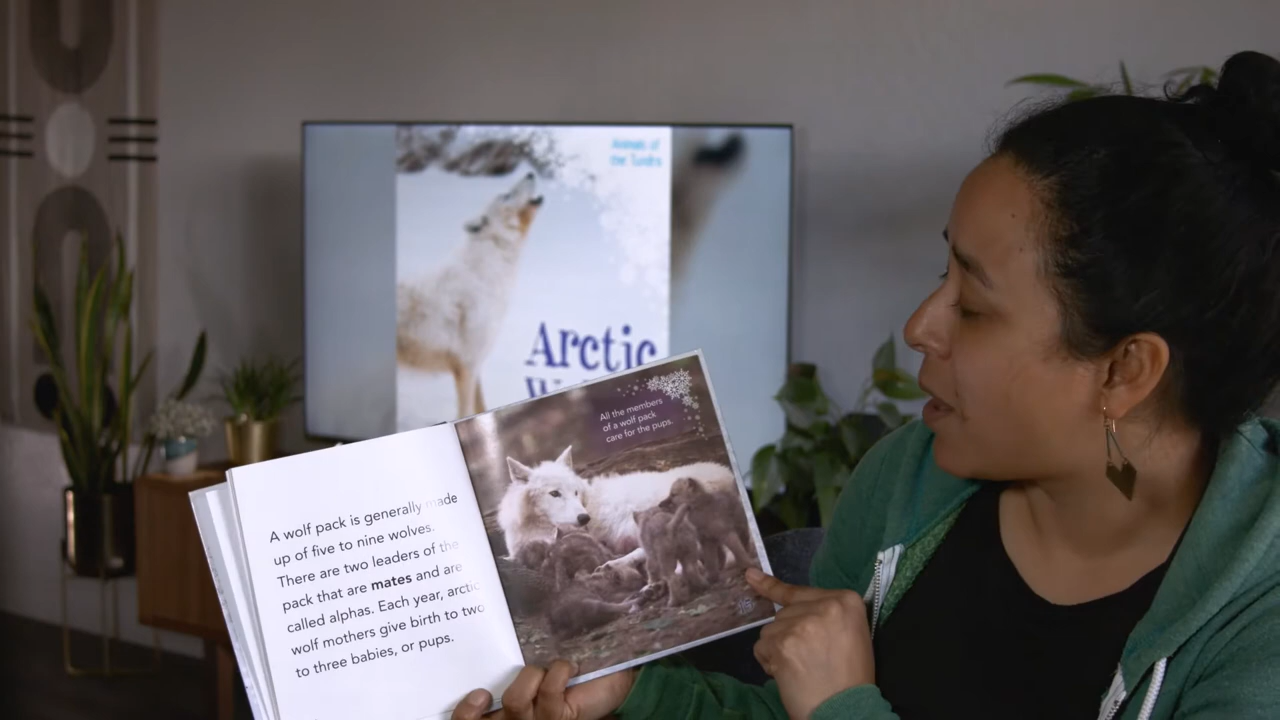 Animals of
the Tundra
Arctic
All the members
of a wolf pack
care for the pups.
A wolf pack is generally made
up of five to nine wolves.
There are two leaders of the
pack that are mates and are
called alphas. Each year, arctic
wolf mothers give birth to two
to three babies, or pups.